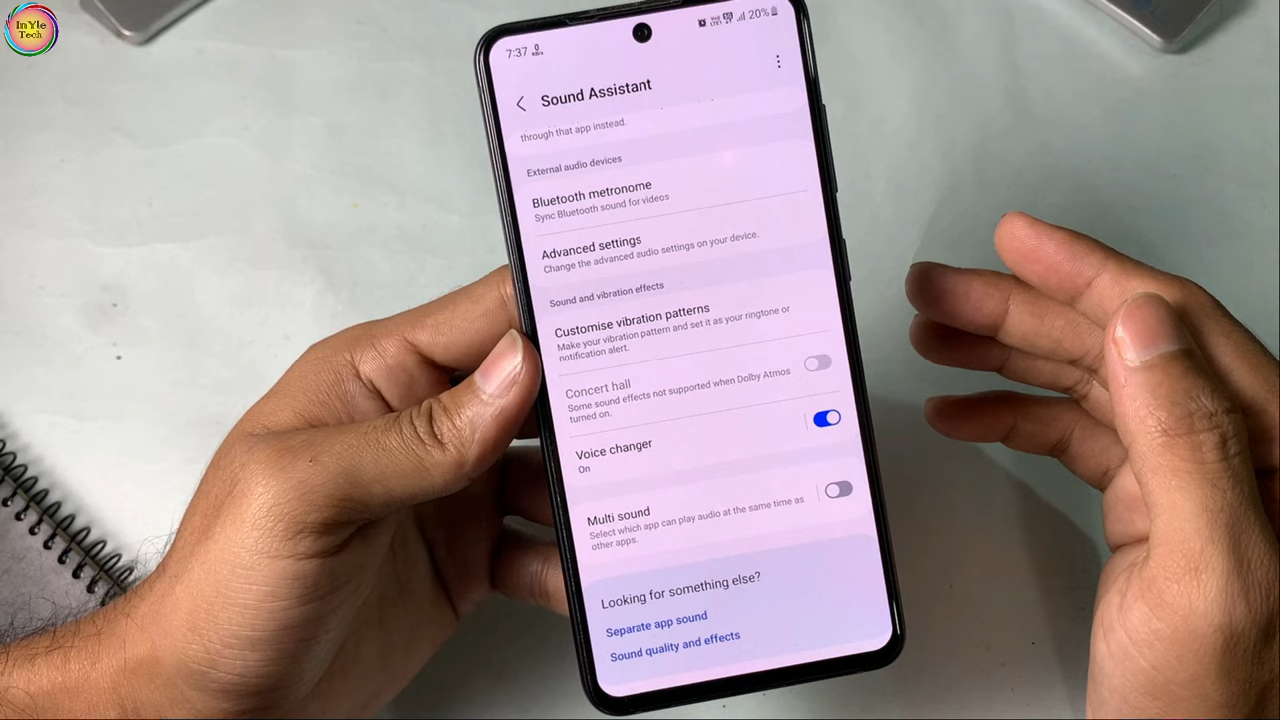 InYle
Tech
7:37 0 KB/s
20%
Sound Assistant
through that app instead.
External audio devices
Bluetooth metronome
Sync Bluetooth sound for videos
Advanced settings
Change the advanced audio settings on your device.
Sound and vibration effects
Customise vibration patterns
Make your vibration pattern and set it as your ringtone or
notification alert.
Concert hall
Some sound effects not supported when Dolby Atmos
turned on.
Voice changer
On
Multi sound
Select which app can play audio at the same time as
other apps.
Looking for something else?
Separate app sound
Sound quality and effects